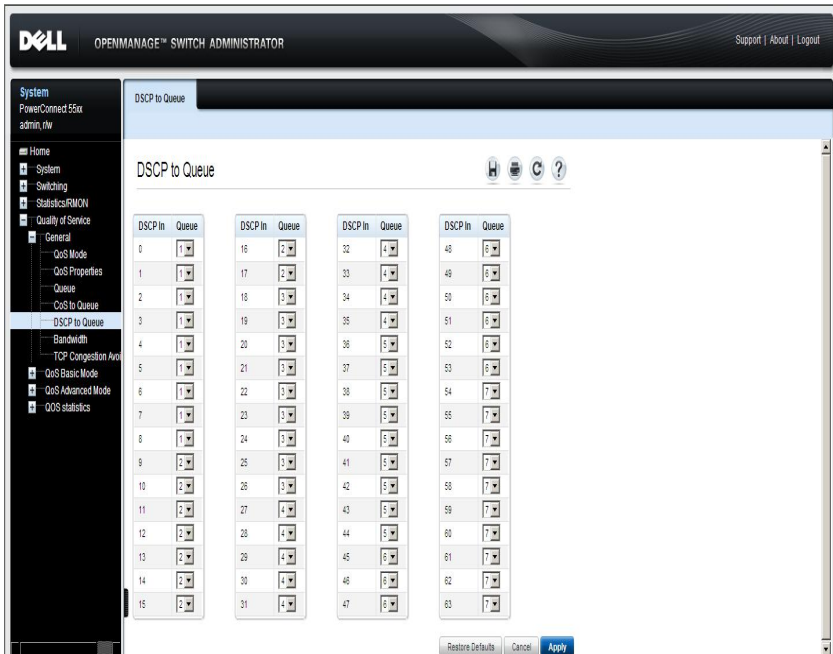 DELL OPENMANAGE™ SWITCH ADMINISTRATOR
Support | About | Logout
System
PowerConnect 55xx
admin, r/w
Home
System
Switching
Statistics/RMON
Quality of Service
General
QoS Mode
QoS Properties
Queue
CoS to Queue
DSCP to Queue
Bandwidth
TCP Congestion Avoi
QoS Basic Mode
QoS Advanced Mode
QOS statistics
DSCP to Queue
DSCP to Queue
DSCP In Queue DSCP In Queue DSCP In Queue DSCP In Queue
0 1 16 2 32 4 48 6
1 1 17 2 33 4 49 6
2 1 18 3 34 4 50 6
3 1 19 3 35 4 51 6
4 1 20 3 36 5 52 6
5 1 21 3 37 5 53 6
6 1 22 3 38 5 54 7
7 1 23 3 39 5 55 7
8 1 24 3 40 5 56 7
9 2 25 3 41 5 57 7
10 2 26 3 42 5 58 7
11 2 27 4 43 5 59 7
12 2 28 4 44 5 60 7
13 2 29 4 45 6 61 7
14 2 30 4 46 6 62 7
15 2 31 4 47 6 63 7
Restore Defaults Cancel Apply